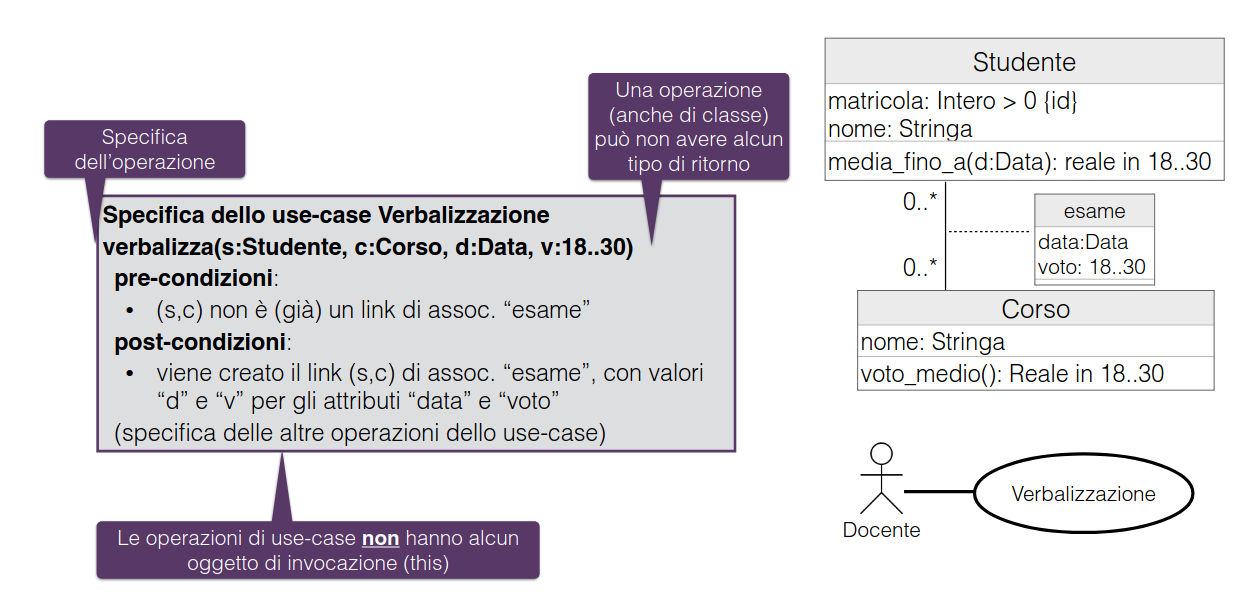 Specifica
dell'operazione
Una operazione
(anche di classe)
può non avere alcun
tipo di ritorno
Specifica dello use-case Verbalizzazione
verbalizza(s:Studente, c:Corso, d:Data, v:18..30)
pre-condizioni:
• (s,c) non è (già) un link di assoc. “esame”
post-condizioni:
• viene creato il link (s,c) di assoc. “esame”, con valori
“d” e “v” per gli attributi “data” e “voto”
(specifica delle altre operazioni dello use-case)
Le operazioni di use-case non hanno alcun
oggetto di invocazione (this)
Studente
matricola: Intero > 0 {id}
nome: Stringa
media_fino_a(d:Data): reale in 18..30
0..*
esame
data:Data
voto: 18..30
0..*
Corso
nome: Stringa
voto_medio(): Reale in 18..30
Verbalizzazione
Docente